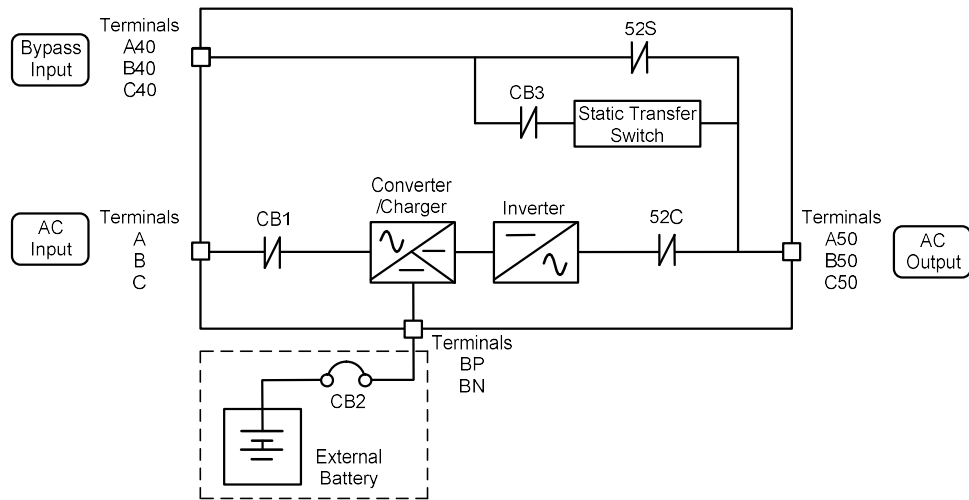 Bypass
Input
Terminals
A40
B40
C40
52S
CB3
Static Transfer
Switch
AC
Input
Terminals
A
B
C
CB1
Converter
/Charger
Inverter
52C
Terminals
A50
B50
C50
AC
Output
Terminals
BP
BN
CB2
External
Battery